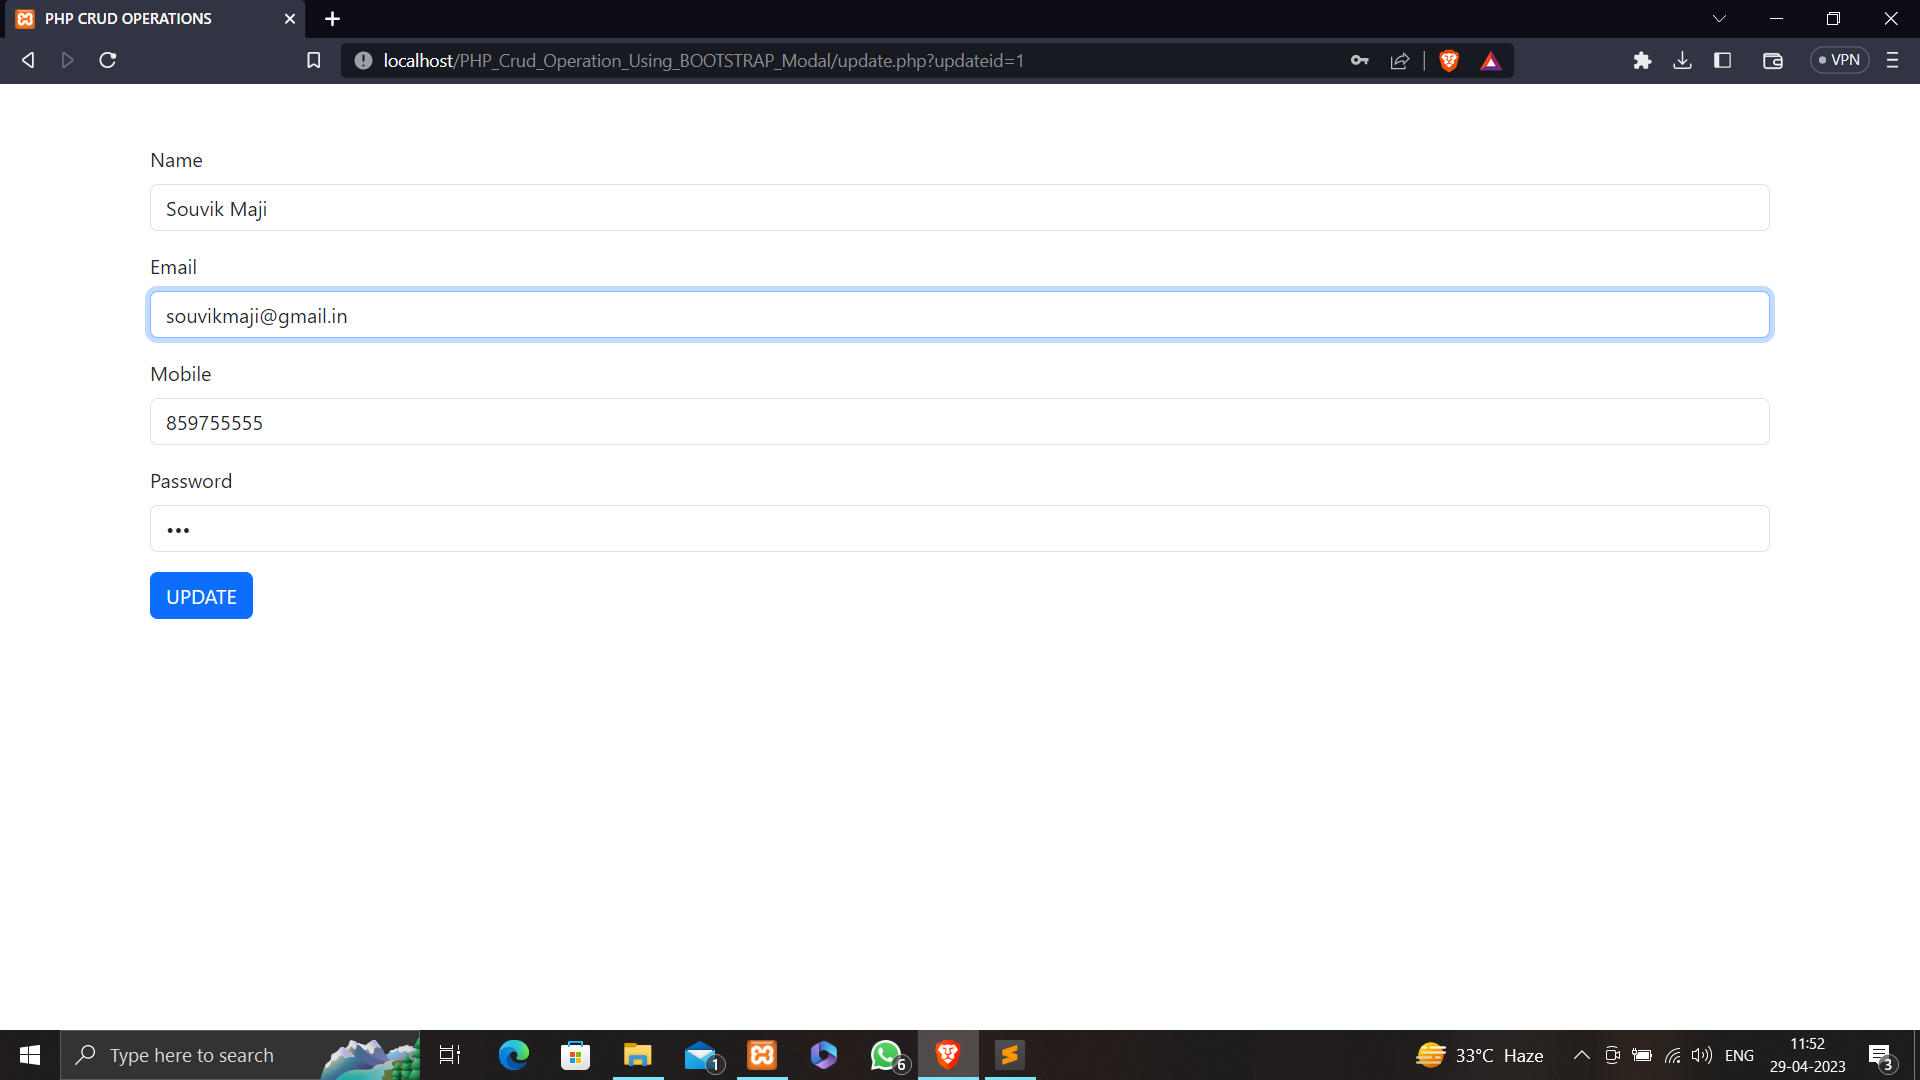 PHP CRUD OPERATIONS
localhost/PHP_Crud_Operation_Using_BOOTSTRAP_Modal/update.php?updateid=1
VPN
Name
Souvik Maji
Email
souvikmaji@gmail.in
Mobile
859755555
Password
•••
UPDATE
Type here to search
1
6
33°C Haze
ENG
11:52
29-04-2023
3